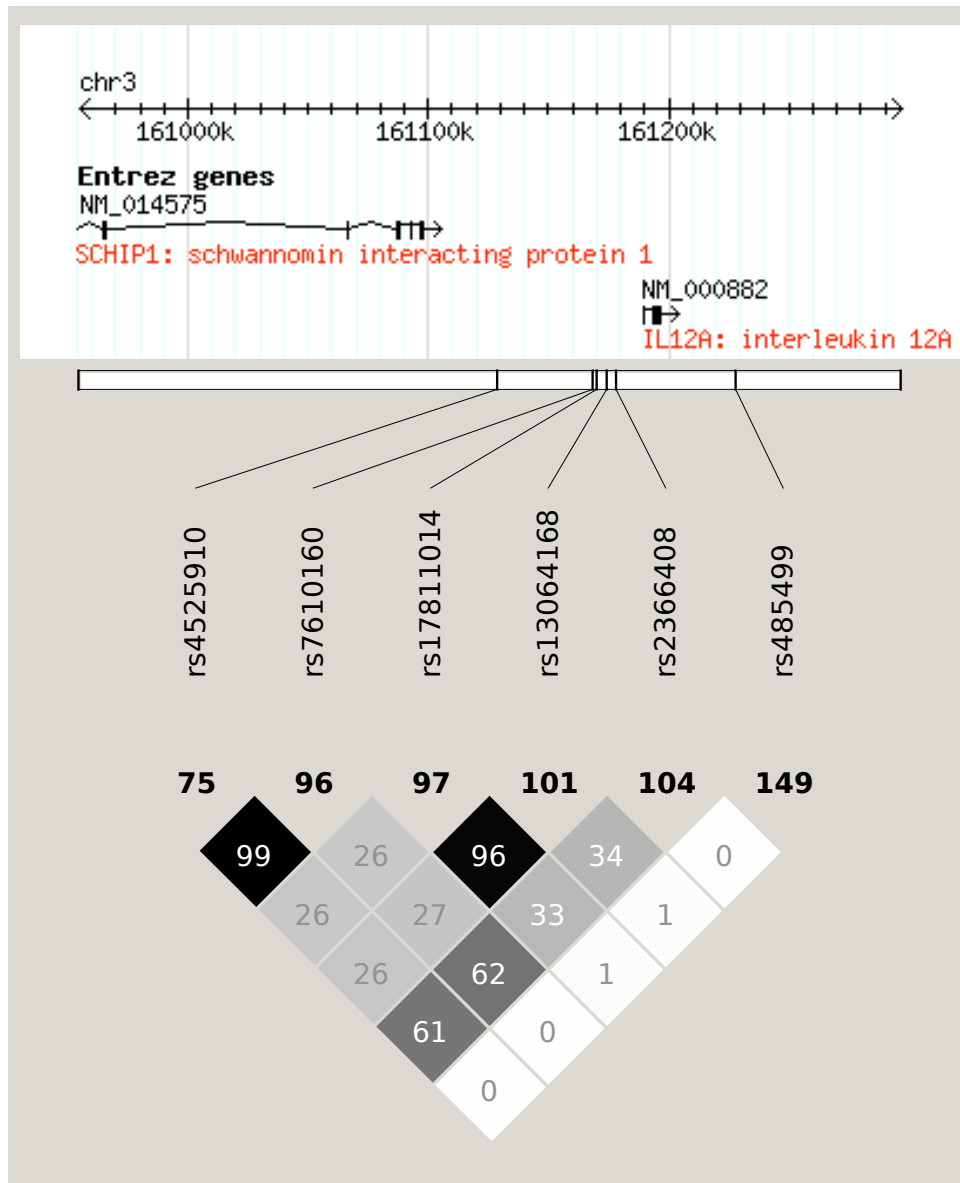 chr3
161000k 161100k 161200k
Entrez genes
NM_014575
SCHIP1: schwannomin interacting protein 1
NM_000882
IL12A: interleukin 12A
rs4525910 rs7610160 rs17811014 rs13064168 rs2366408 rs485499
75 96 97 101 104 149
99 26 96 34 0
26 27 33 1
26 62 1
61 0
0